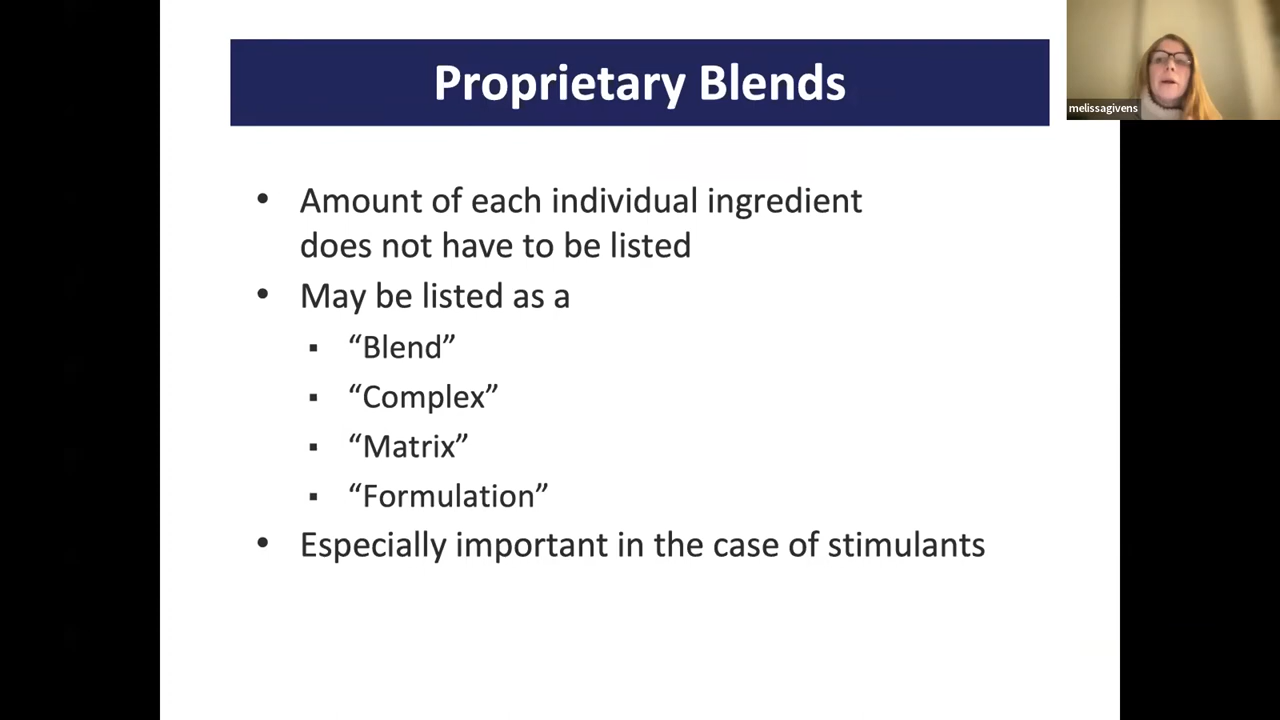 Proprietary Blends
melissagivens
• Amount of each individual ingredient
does not have to be listed
• May be listed as a
▪ “Blend”
▪ “Complex”
▪ “Matrix”
▪ “Formulation”
• Especially important in the case of stimulants